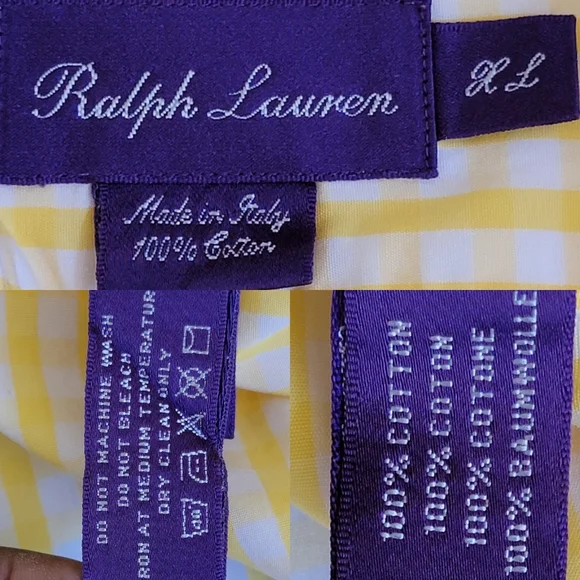 Ralph Lauren
XL
Made in Italy
100% Cotton
DO NOT MACHINE WASH
DO NOT BLEACH
IRON AT MEDIUM TEMPERATUR
DRY CLEAN ONLY
100% COTTON
100% COTON
100% COTONE
100% BAUMWOLLE